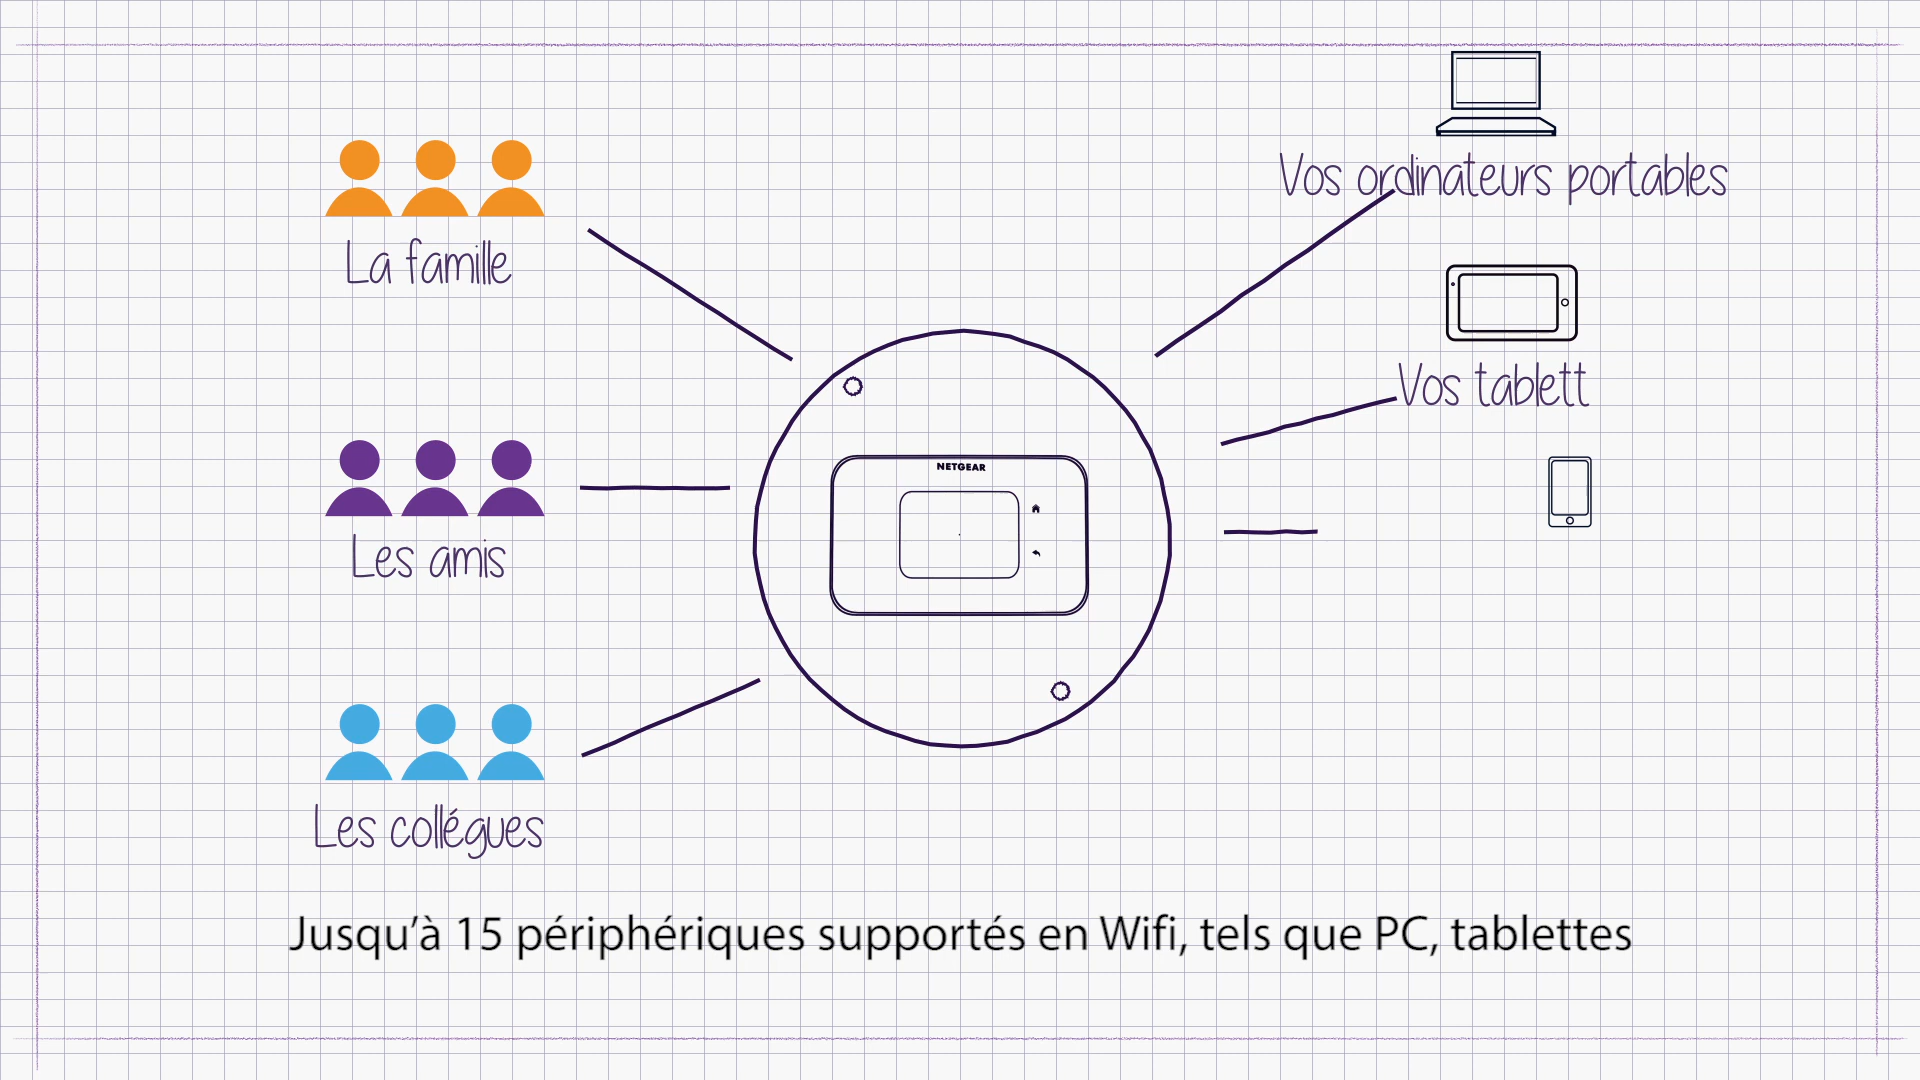 Vos ordinateurs portables
La famille
Vos tablett
NETGEAR
Les amis
Les collégues
Jusqu’à 15 périphériques supportés en Wifi, tels que PC, tablettes